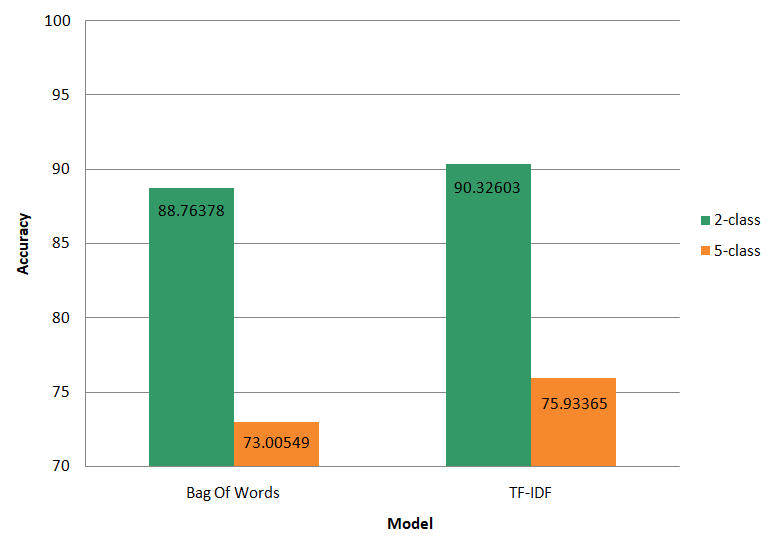 100
95
90
85
80
75
70
Accuracy
88.76378
73.00549
90.32603
75.93365
Bag Of Words
TF-IDF
Model
2-class
5-class